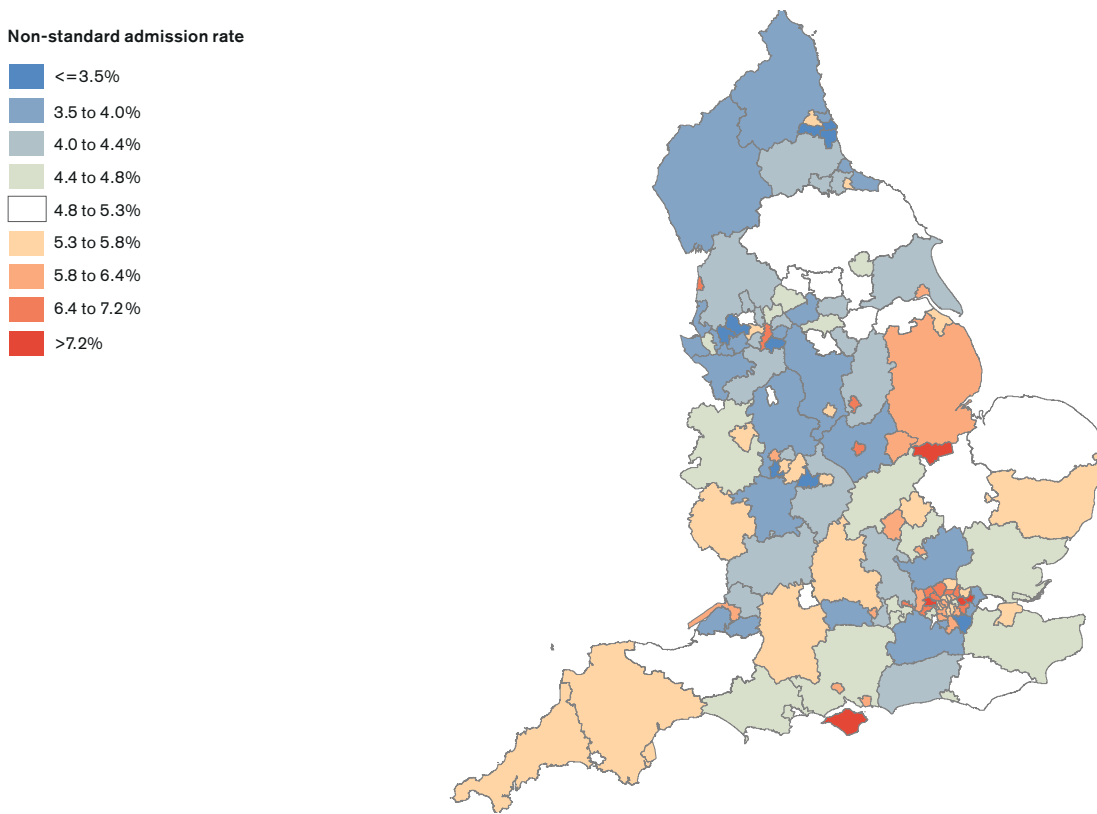 Non-standard admission rate
<=3.5%
3.5 to 4.0%
4.0 to 4.4%
4.4 to 4.8%
4.8 to 5.3%
5.3 to 5.8%
5.8 to 6.4%
6.4 to 7.2%
>7.2%